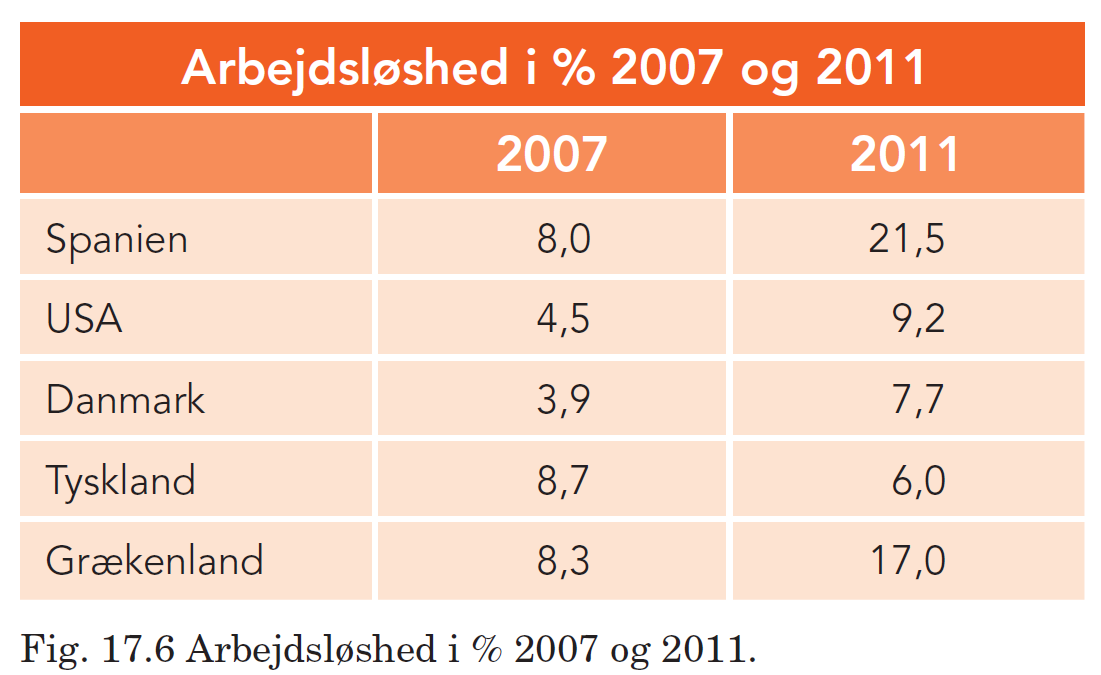 Arbejdsløshed i % 2007 og 2011
2007 2011
Spanien 8,0 21,5
USA 4,5 9,2
Danmark 3,9 7,7
Tyskland 8,7 6,0
Grækenland 8,3 17,0
Fig. 17.6 Arbejdsløshed i % 2007 og 2011.